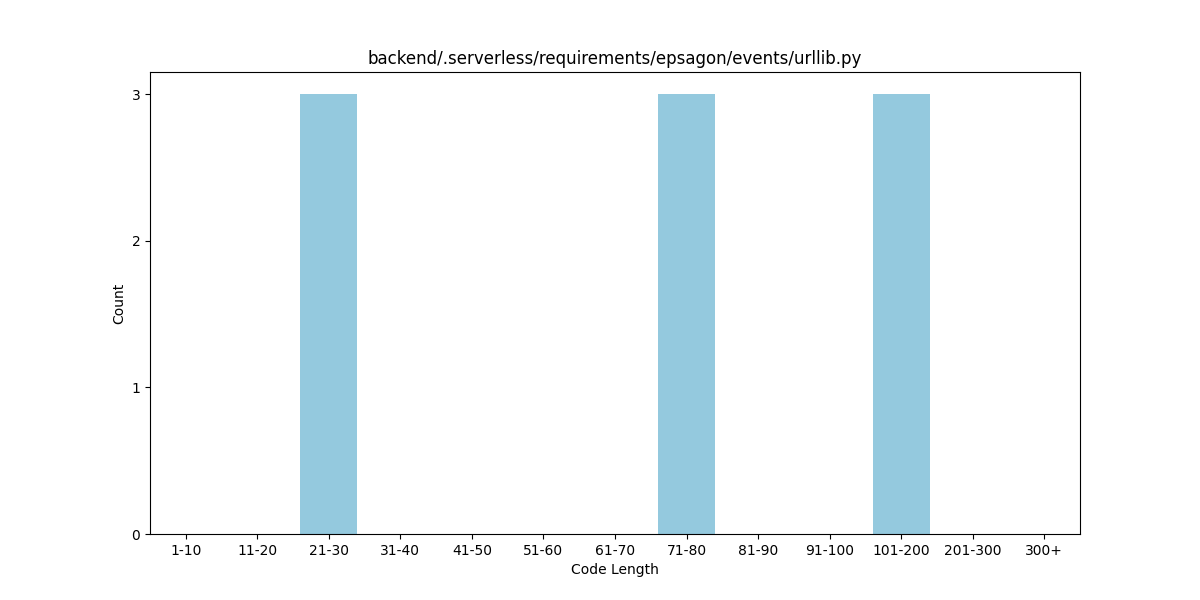 backend/.serverless/requirements/epsagon/events/urllib.py
3
2
1
0
Count
1-10 11-20 21-30 31-40 41-50 51-60 61-70 71-80 81-90 91-100 101-200 201-300 300+
Code Length